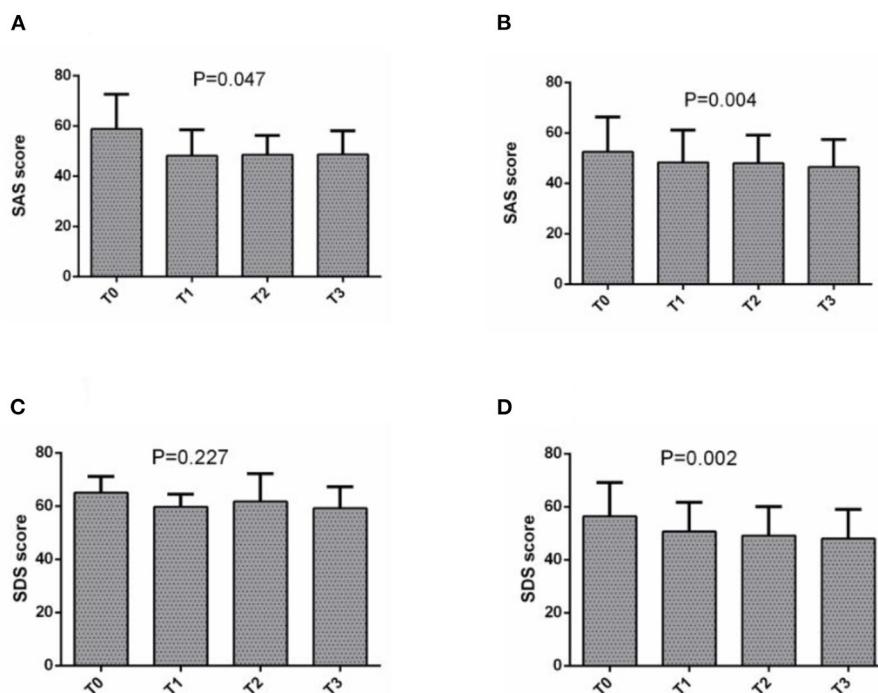 A
P=0.047
SAS score
80
60
40
20
0
T0
T1
T2
T3
B
P=0.004
SAS score
80
60
40
20
0
T0
T1
T2
T3
C
P=0.227
SDS score
80
60
40
20
0
T0
T1
T2
T3
D
P=0.002
SDS score
80
60
40
20
0
T0
T1
T2
T3